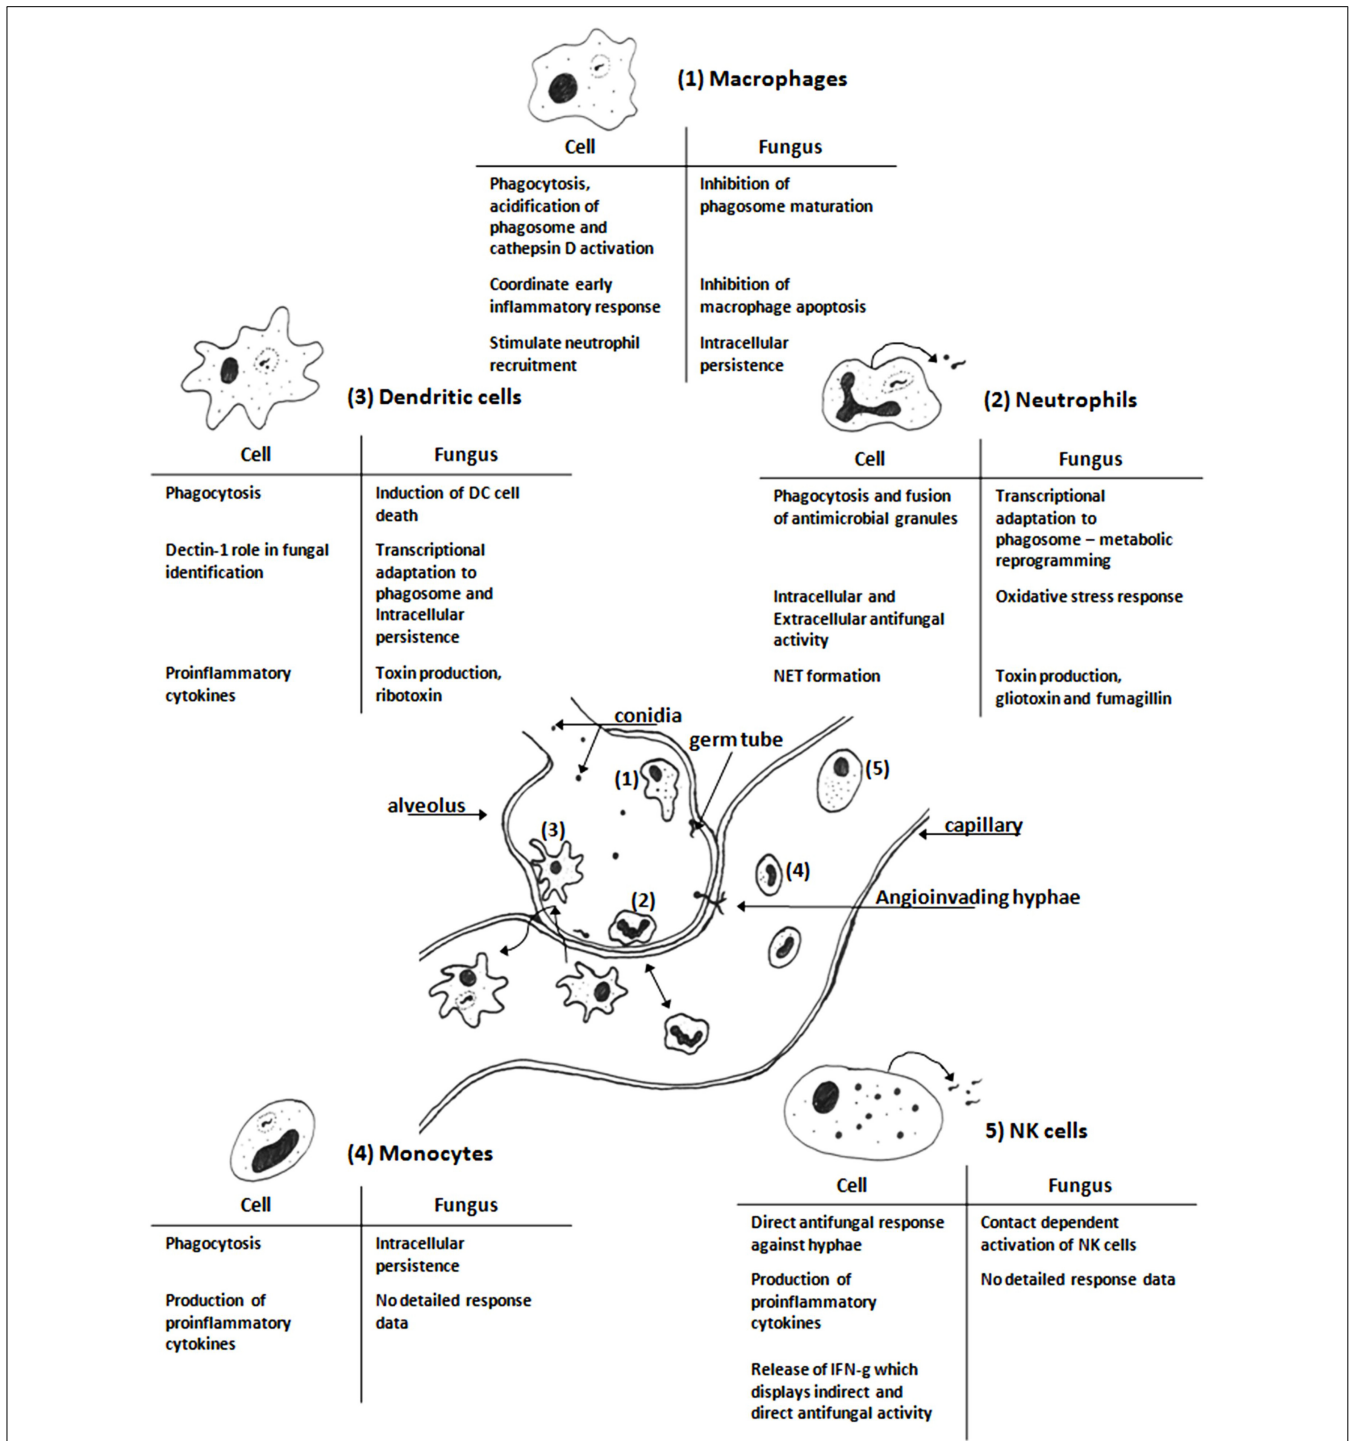 (1) Macrophages
Cell
Fungus
Phagocytosis,
acidification of
phagosome and
cathepsin D activation
Inhibition of
phagosome maturation
Coordinate early
inflammatory response
Inhibition of
macrophage apoptosis
Stimulate neutrophil
recruitment
Intracellular
persistence
(3) Dendritic cells
Cell
Fungus
Phagocytosis
Induction of DC cell
death
Dectin-1 role in fungal
identification
Transcriptional
adaptation to
phagosome and
Intracellular
persistence
Proinflammatory
cytokines
Toxin production,
ribotoxin
(2) Neutrophils
Cell
Fungus
Phagocytosis and fusion
of antimicrobial granules
Transcriptional
adaptation to
phagosome – metabolic
reprogramming
Intracellular and
Extracellular antifungal
activity
Oxidative stress response
NET formation
Toxin production,
gliotoxin and fumagillin
conidia
germ tube
(1)
(5)
alveolus
(3)
capillary
(4)
(2)
Angioinvading hyphae
(4) Monocytes
Cell
Fungus
Phagocytosis
Intracellular
persistence
Production of
proinflammatory
cytokines
No detailed response
data
5) NK cells
Cell
Fungus
Direct antifungal response
against hyphae
Contact dependent
activation of NK cells
Production of
proinflammatory
cytokines
No detailed response data
Release of IFN-g which
displays indirect and
direct antifungal activity